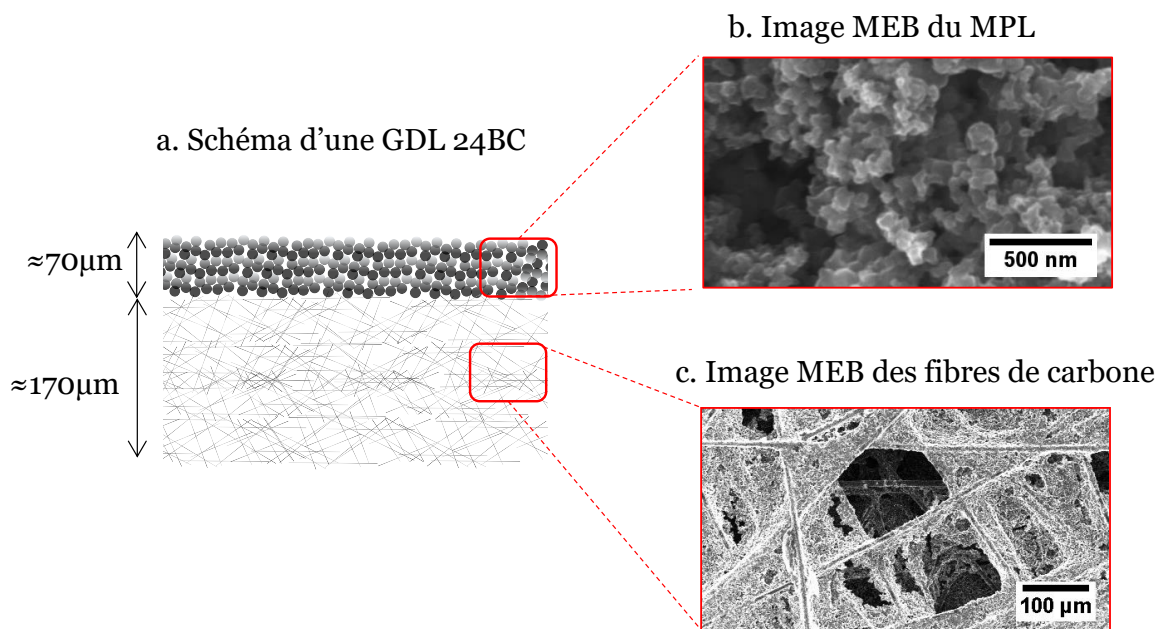 b. Image MEB du MPL
a. Schéma d'une GDL 24BC
≈70µm
500 nm
≈170µm
c. Image MEB des fibres de carbone
100 µm